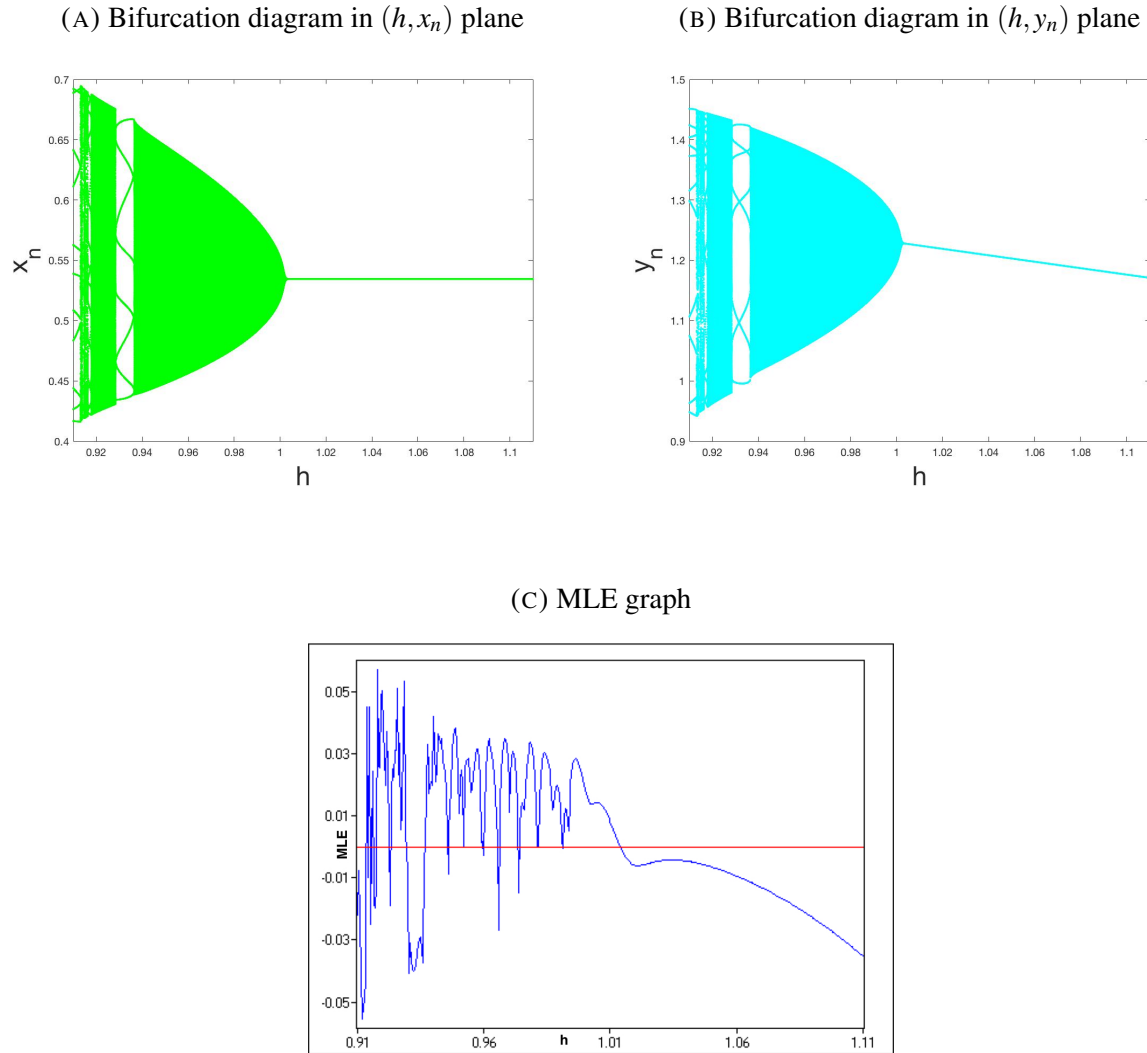 (A) Bifurcation diagram in (h, xₙ) plane
(B) Bifurcation diagram in (h, yₙ) plane
0.7
0.65
0.6
0.55
0.5
0.45
0.4
xₙ
0.92 0.94 0.96 0.98 1 1.02 1.04 1.06 1.08 1.1
h
1.5
1.4
1.3
1.2
1.1
1
0.9
yₙ
0.92 0.94 0.96 0.98 1 1.02 1.04 1.06 1.08 1.1
h
(C) MLE graph
0.05
0.03
0.01
-0.01
-0.03
-0.05
MLE
0.91 0.96 h 1.01 1.06 1.11